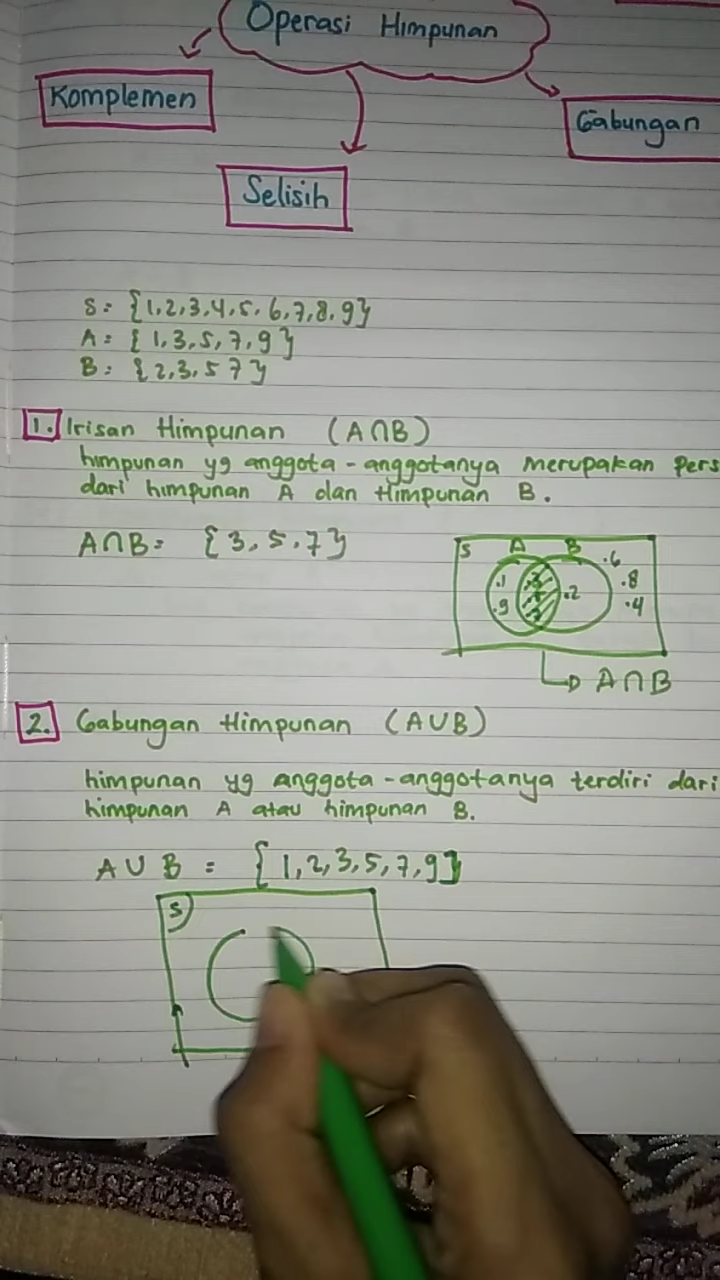 Operasi Himpunan
Komplemen
Gabungan
Selisih
S = {1,2,3,4,5,6,7,8,9}
A = {1,3,5,7,9}
B = {2,3,5 7}
1. Irisan Himpunan (A∩B)
himpunan yg anggota-anggotanya merupakan pers
dari himpunan A dan Himpunan B.
A∩B = {3,5,7}
S A B .6
.1 .3 .8
.5 .2
.9 .7 .4
A∩B
2. Gabungan Himpunan (A∪B)
himpunan yg anggota-anggotanya terdiri dari
himpunan A atau himpunan B.
A ∪ B = {1,2,3,5,7,9}
S